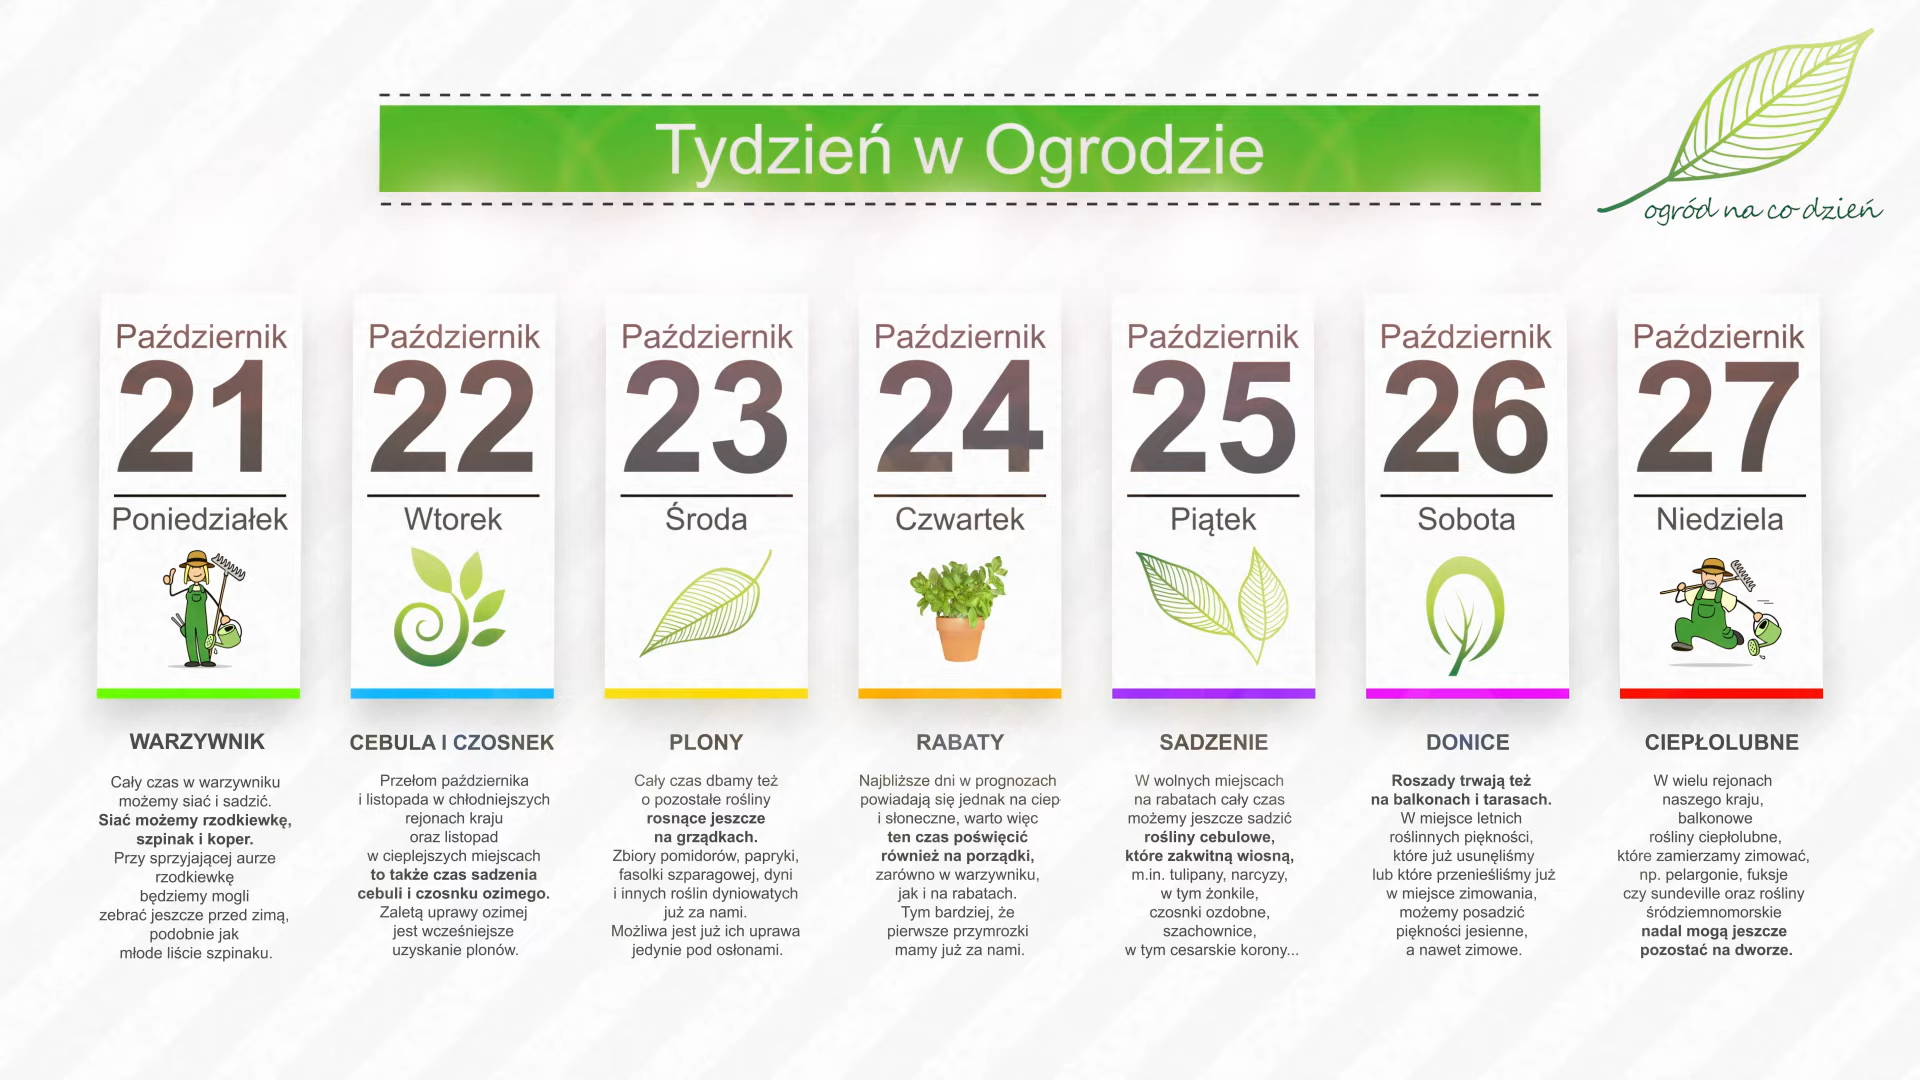 Tydzień w Ogrodzie
ogród na co dzień
Październik
21
Poniedziałek
WARZYWNIK
Cały czas w warzywniku
możemy siać i sadzić.
Siać możemy rzodkiewkę,
szpinak i koper.
Przy sprzyjającej aurze
rzodkiewkę
będziemy mogli
zebrać jeszcze przed zimą,
podobnie jak
młode liście szpinaku.
Październik
22
Wtorek
CEBULA I CZOSNEK
Przełom października
i listopada w chłodniejszych
rejonach kraju
oraz listopad
w cieplejszych miejscach
to także czas sadzenia
cebuli i czosnku ozimego.
Zaletą uprawy ozimej
jest wcześniejsze
uzyskanie plonów.
Październik
23
Środa
PLONY
Cały czas dbamy też
o pozostałe rośliny
rosnące jeszcze
na grządkach.
Zbiory pomidorów, papryki,
fasolki szparagowej, dyni
i innych roślin dyniowatych
już za nami.
Możliwa jest już ich uprawa
jedynie pod osłonami.
Październik
24
Czwartek
RABATY
Najbliższe dni w prognozach
powiadają się jednak na ciep
i słoneczne, warto więc
ten czas poświęcić
również na porządki,
zarówno w warzywniku,
jak i na rabatach.
Tym bardziej, że
pierwsze przymrozki
mamy już za nami.
Październik
25
Piątek
SADZENIE
W wolnych miejscach
na rabatach cały czas
możemy jeszcze sadzić
rośliny cebulowe,
które zakwitną wiosną,
m.in. tulipany, narcyzy,
w tym żonkile,
czosnki ozdobne,
szachownice,
w tym cesarskie korony...
Październik
26
Sobota
DONICE
Roszady trwają też
na balkonach i tarasach.
W miejsce letnich
roślinnych piękności,
które już usunęliśmy
lub które przenieśliśmy już
w miejsce zimowania,
możemy posadzić
piękności jesienne,
a nawet zimowe.
Październik
27
Niedziela
CIEPŁOLUBNE
W wielu rejonach
naszego kraju,
balkonowe
rośliny ciepłolubne,
które zamierzamy zimować,
np. pelargonie, fuksje
czy sundeville oraz rośliny
śródziemnomorskie
nadal mogą jeszcze
pozostać na dworze.